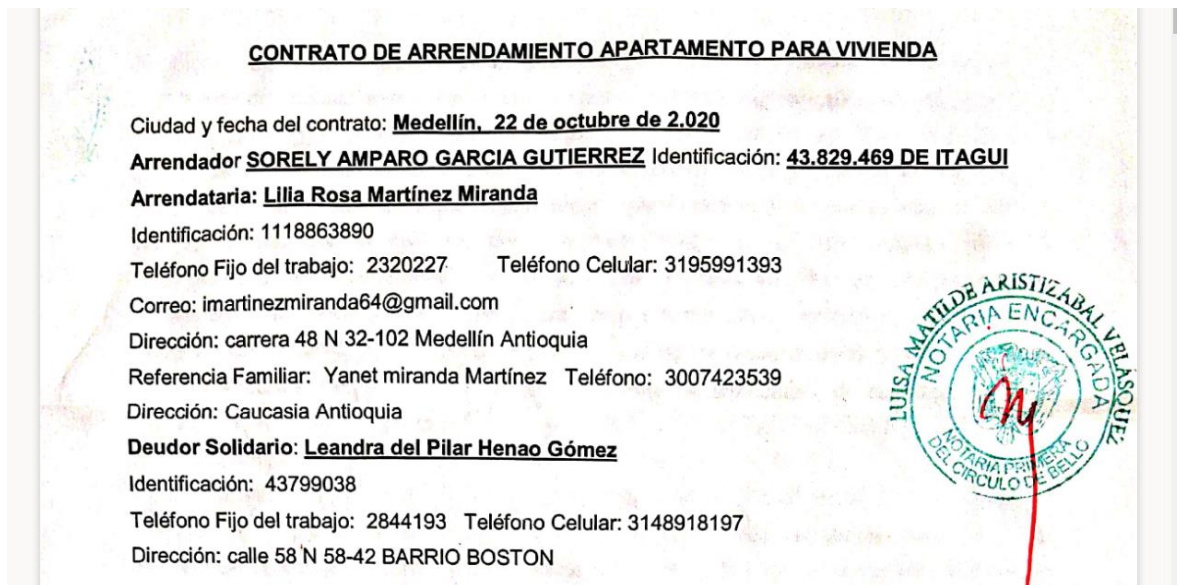 CONTRATO DE ARRENDAMIENTO APARTAMENTO PARA VIVIENDA
Ciudad y fecha del contrato: Medellín, 22 de octubre de 2.020
Arrendador SORELY AMPARO GARCIA GUTIERREZ Identificación: 43.829.469 DE ITAGUI
Arrendataria: Lilia Rosa Martínez Miranda
Identificación: 1118863890
Teléfono Fijo del trabajo: 2320227 Teléfono Celular: 3195991393
Correo: imartinezmiranda64@gmail.com
Dirección: carrera 48 N 32-102 Medellín Antioquia
Referencia Familiar: Yanet miranda Martínez Teléfono: 3007423539
Dirección: Caucasia Antioquia
Deudor Solidario: Leandra del Pilar Henao Gómez
Identificación: 43799038
Teléfono Fijo del trabajo: 2844193 Teléfono Celular: 3148918197
Dirección: calle 58 N 58-42 BARRIO BOSTON
LUISA MATILDE ARISTIZABAL VELÁSQUEZ
NOTARIA ENCARGADA
NOTARIA PRIMERA
DEL CIRCULO DE BELLO